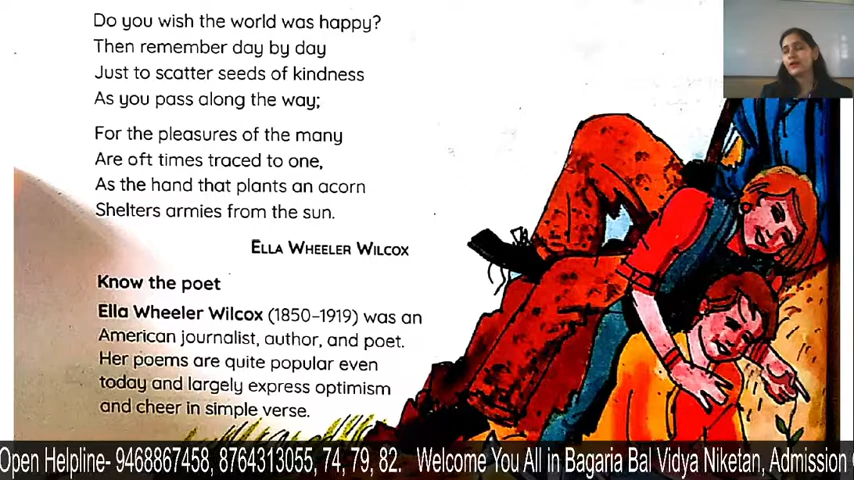 Do you wish the world was happy?
Then remember day by day
Just to scatter seeds of kindness
As you pass along the way;
For the pleasures of the many
Are oft times traced to one,
As the hand that plants an acorn
Shelters armies from the sun.
ELLA WHEELER WILCOX
Know the poet
Ella Wheeler Wilcox (1850-1919) was an
American journalist, author, and poet.
Her poems are quite popular even
today and largely express optimism
and cheer in simple verse.
Open Helpline- 9468867458, 8764313055, 74, 79, 82. Welcome You All in Bagaria Bal Vidya Niketan, Admission